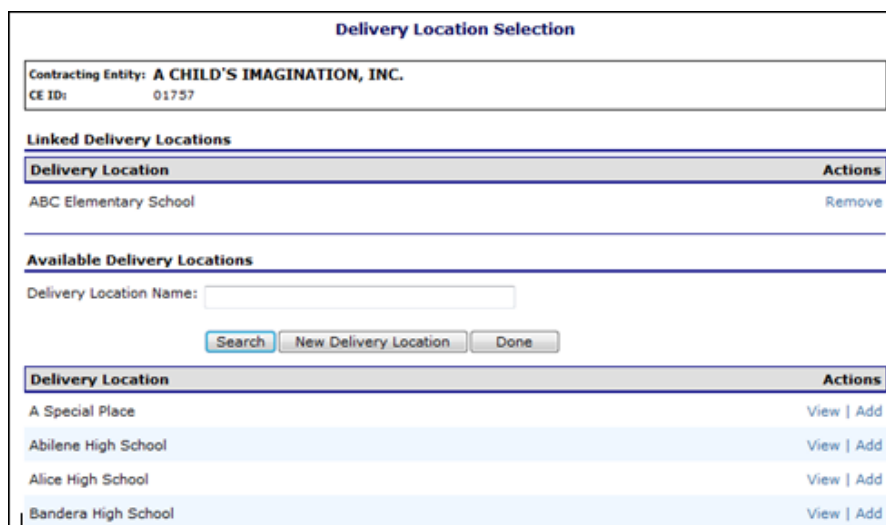 Delivery Location Selection
Contracting Entity: A CHILD'S IMAGINATION, INC.
CE ID: 01757
Linked Delivery Locations
Delivery Location Actions
ABC Elementary School Remove
Available Delivery Locations
Delivery Location Name:
Search New Delivery Location Done
Delivery Location Actions
A Special Place View | Add
Abilene High School View | Add
Alice High School View | Add
Bandera High School View | Add